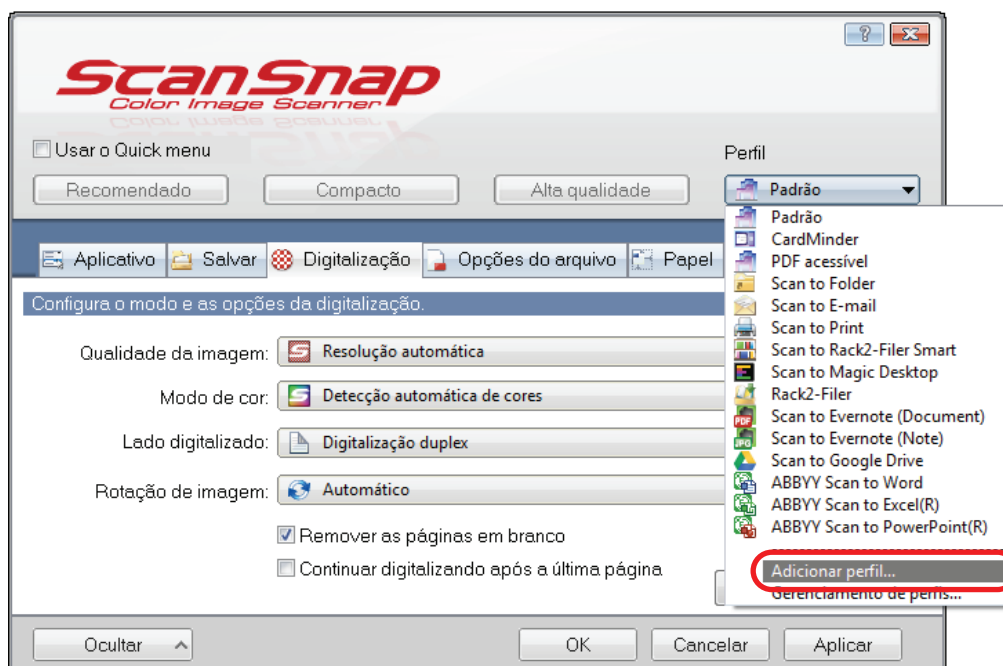 ScanSnap
Color Image Scanner
Usar o Quick menu
Perfil
Recomendado
Compacto
Alta qualidade
Padrão
Padrão
CardMinder
PDF acessível
Scan to Folder
Scan to E-mail
Scan to Print
Scan to Rack2-Filer Smart
Scan to Magic Desktop
Rack2-Filer
Scan to Evernote (Document)
Scan to Evernote (Note)
Scan to Google Drive
ABBYY Scan to Word
ABBYY Scan to Excel(R)
ABBYY Scan to PowerPoint(R)
Adicionar perfil...
Gerenciamento de perfis...
Aplicativo
Salvar
Digitalização
Opções do arquivo
Papel
Configura o modo e as opções da digitalização.
Qualidade da imagem:
Resolução automática
Modo de cor:
Detecção automática de cores
Lado digitalizado:
Digitalização duplex
Rotação de imagem:
Automático
Remover as páginas em branco
Continuar digitalizando após a última página
Ocultar
OK
Cancelar
Aplicar